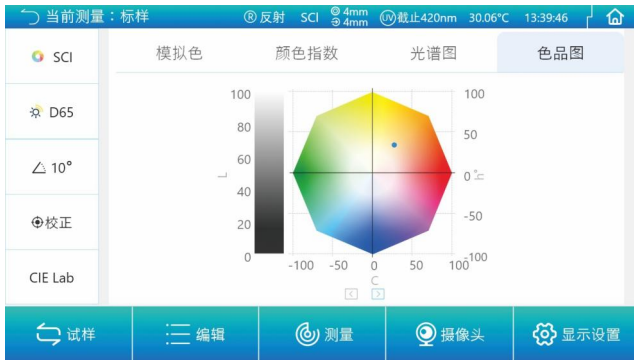 当前测量：标样
Ⓡ反射 SCI 4mm 4mm UV截止420nm 30.06°C 13:39:46
SCI
D65
10°
校正
CIE Lab
模拟色 颜色指数 光谱图 色品图
100
80
60
40
20
0
L
100
50
0
-50
-100
h°
-100 -50 0 50 100
C
试样 编辑 测量 摄像头 显示设置